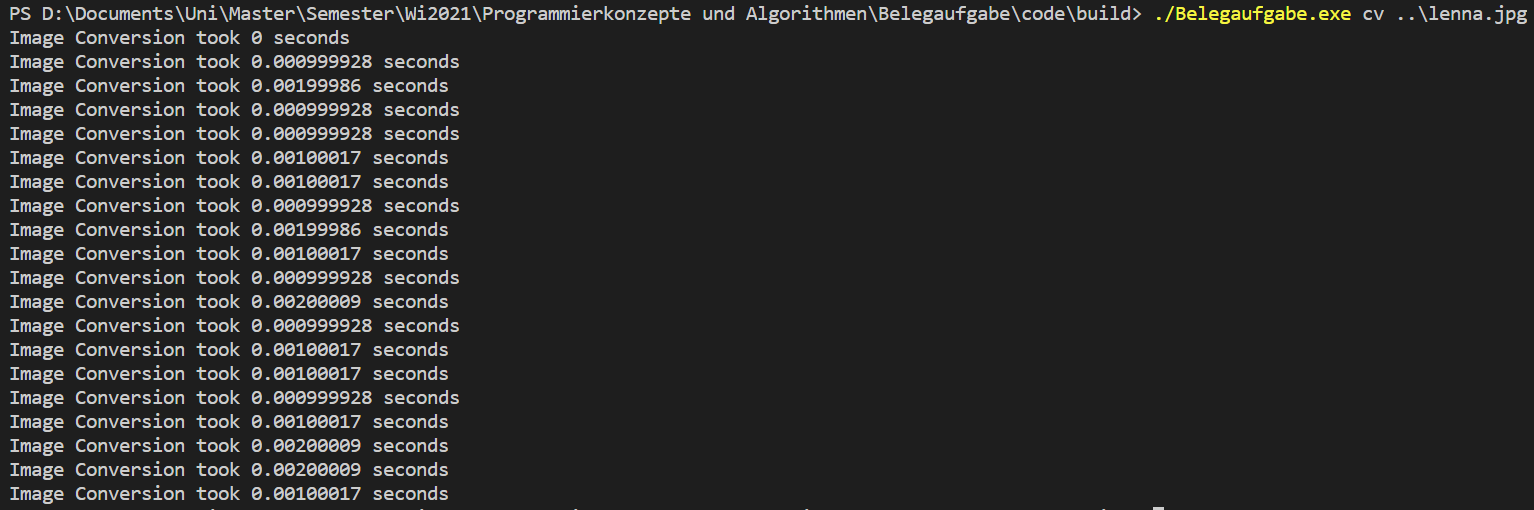 PS D:\Documents\Uni\Master\Semester\Wi2021\Programmierkonzepte und Algorithmen\Belegaufgabe\code\build> ./Belegaufgabe.exe cv ..\lenna.jpg
Image Conversion took 0 seconds
Image Conversion took 0.000999928 seconds
Image Conversion took 0.00199986 seconds
Image Conversion took 0.000999928 seconds
Image Conversion took 0.000999928 seconds
Image Conversion took 0.00100017 seconds
Image Conversion took 0.00100017 seconds
Image Conversion took 0.000999928 seconds
Image Conversion took 0.00199986 seconds
Image Conversion took 0.00100017 seconds
Image Conversion took 0.000999928 seconds
Image Conversion took 0.00200009 seconds
Image Conversion took 0.000999928 seconds
Image Conversion took 0.00100017 seconds
Image Conversion took 0.00100017 seconds
Image Conversion took 0.000999928 seconds
Image Conversion took 0.00100017 seconds
Image Conversion took 0.00200009 seconds
Image Conversion took 0.00200009 seconds
Image Conversion took 0.00100017 seconds